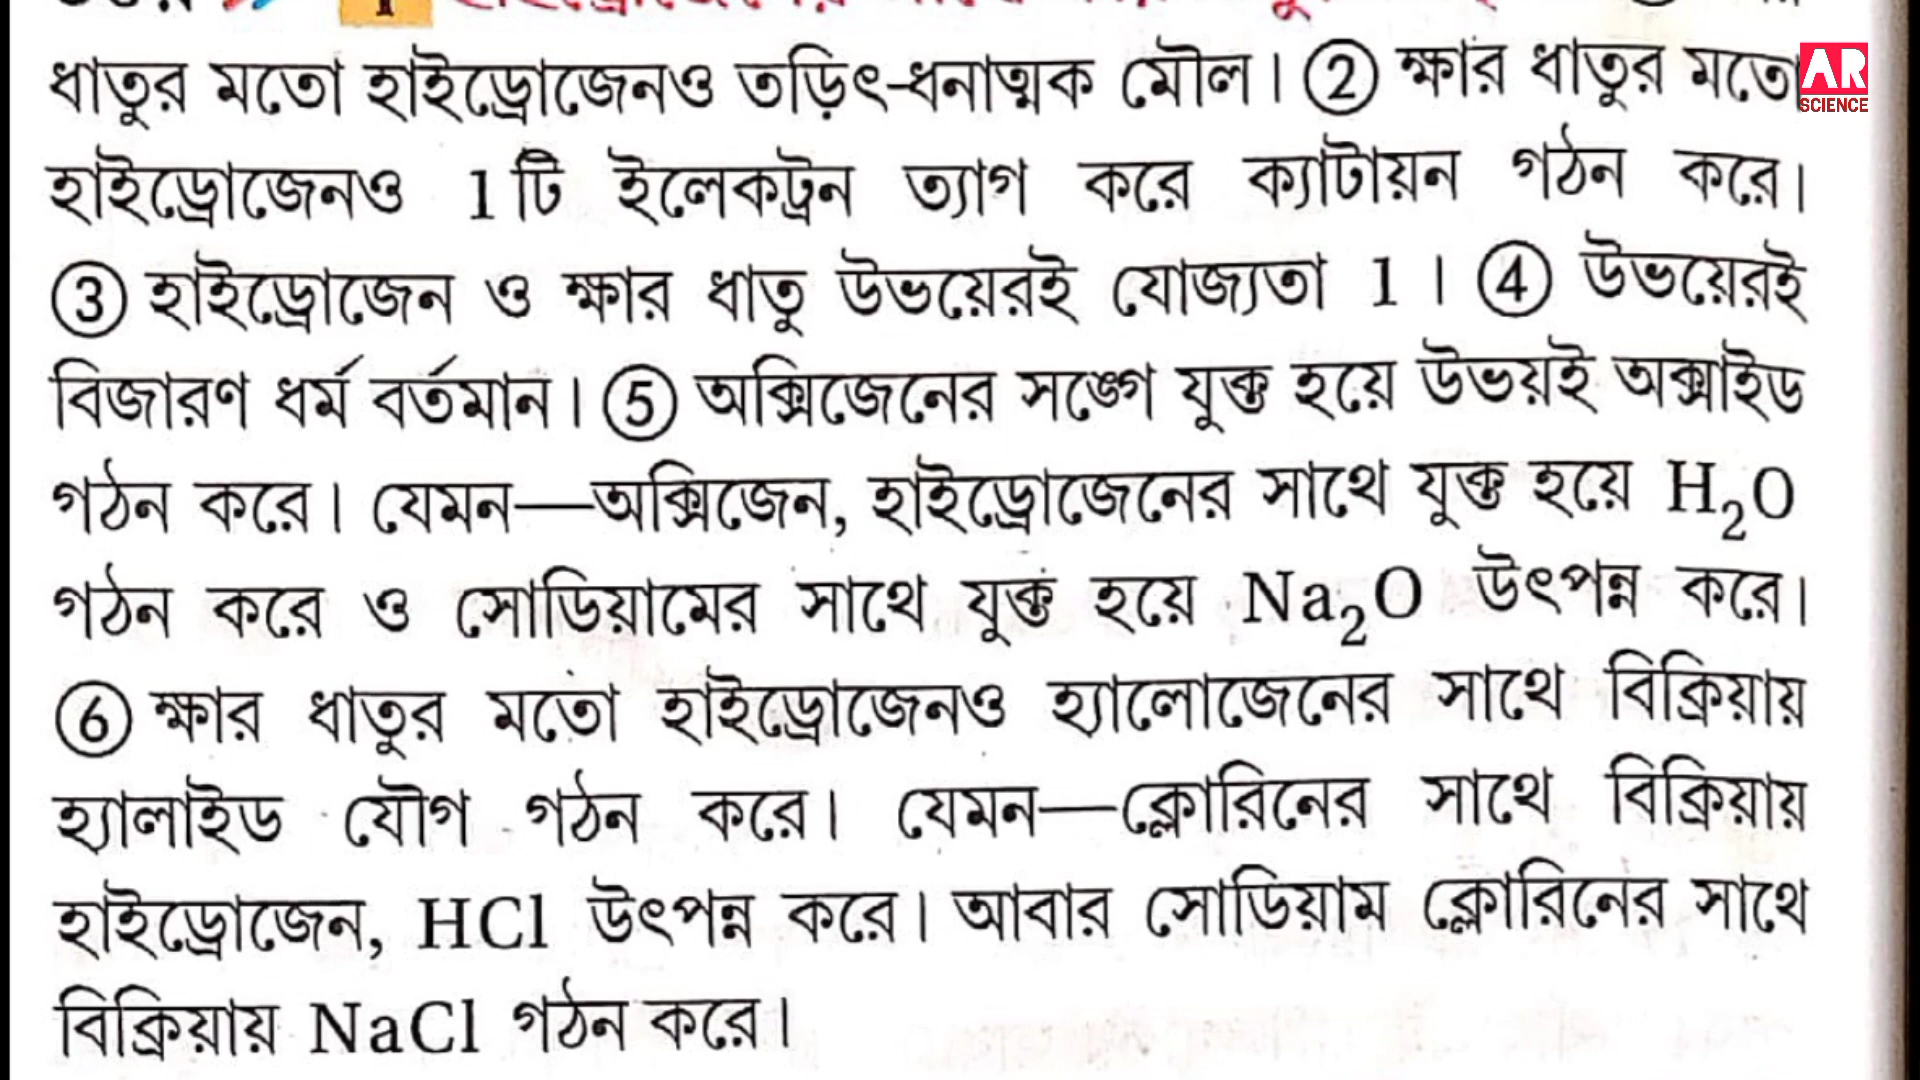 1 হাইড্রোজেনের সাথে
ধাতুর মতো হাইড্রোজেনও তড়িৎ-ধনাত্মক মৌল। ② ক্ষার ধাতুর মতো
AR
SCIENCE
হাইড্রোজেনও 1টি ইলেকট্রন ত্যাগ করে ক্যাটায়ন গঠন করে।
③ হাইড্রোজেন ও ক্ষার ধাতু উভয়েরই যোজ্যতা 1। ④ উভয়েরই
বিজারণ ধর্ম বর্তমান। ⑤ অক্সিজেনের সঙ্গে যুক্ত হয়ে উভয়ই অক্সাইড
গঠন করে। যেমন—অক্সিজেন, হাইড্রোজেনের সাথে যুক্ত হয়ে H₂O
গঠন করে ও সোডিয়ামের সাথে যুক্ত হয়ে Na₂O উৎপন্ন করে।
⑥ ক্ষার ধাতুর মতো হাইড্রোজেনও হ্যালোজেনের সাথে বিক্রিয়ায়
হ্যালাইড যৌগ গঠন করে। যেমন—ক্লোরিনের সাথে বিক্রিয়ায়
হাইড্রোজেন, HCl উৎপন্ন করে। আবার সোডিয়াম ক্লোরিনের সাথে
বিক্রিয়ায় NaCl গঠন করে।